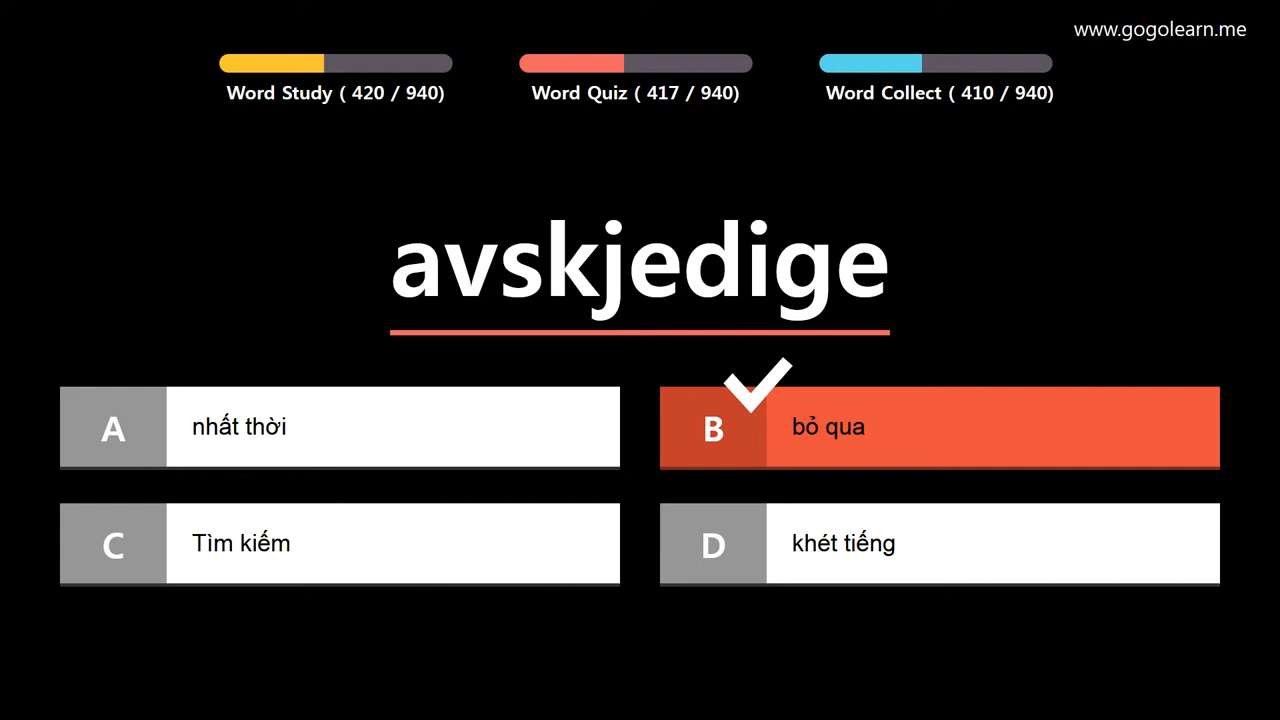 www.gogolearn.me
Word Study ( 420 / 940)
Word Quiz ( 417 / 940)
Word Collect ( 410 / 940)
avskjedige
A nhất thời
B bỏ qua
C Tìm kiếm
D khét tiếng